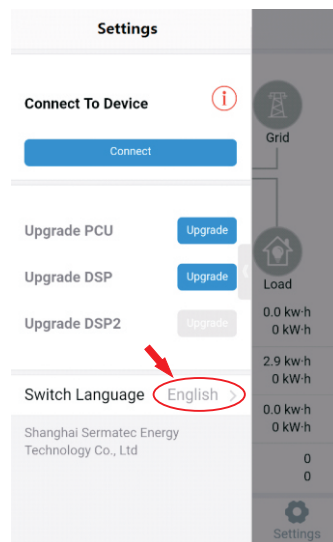 Settings
Connect To Device
i
Grid
Connect
Upgrade PCU
Upgrade
Upgrade DSP
Upgrade
Load
Upgrade DSP2
Upgrade
0.0 kw·h
0 kW·h
2.9 kw·h
0 kW·h
Switch Language
English >
0.0 kw·h
0 kW·h
Shanghai Sermatec Energy
Technology Co., Ltd
0
0
Settings